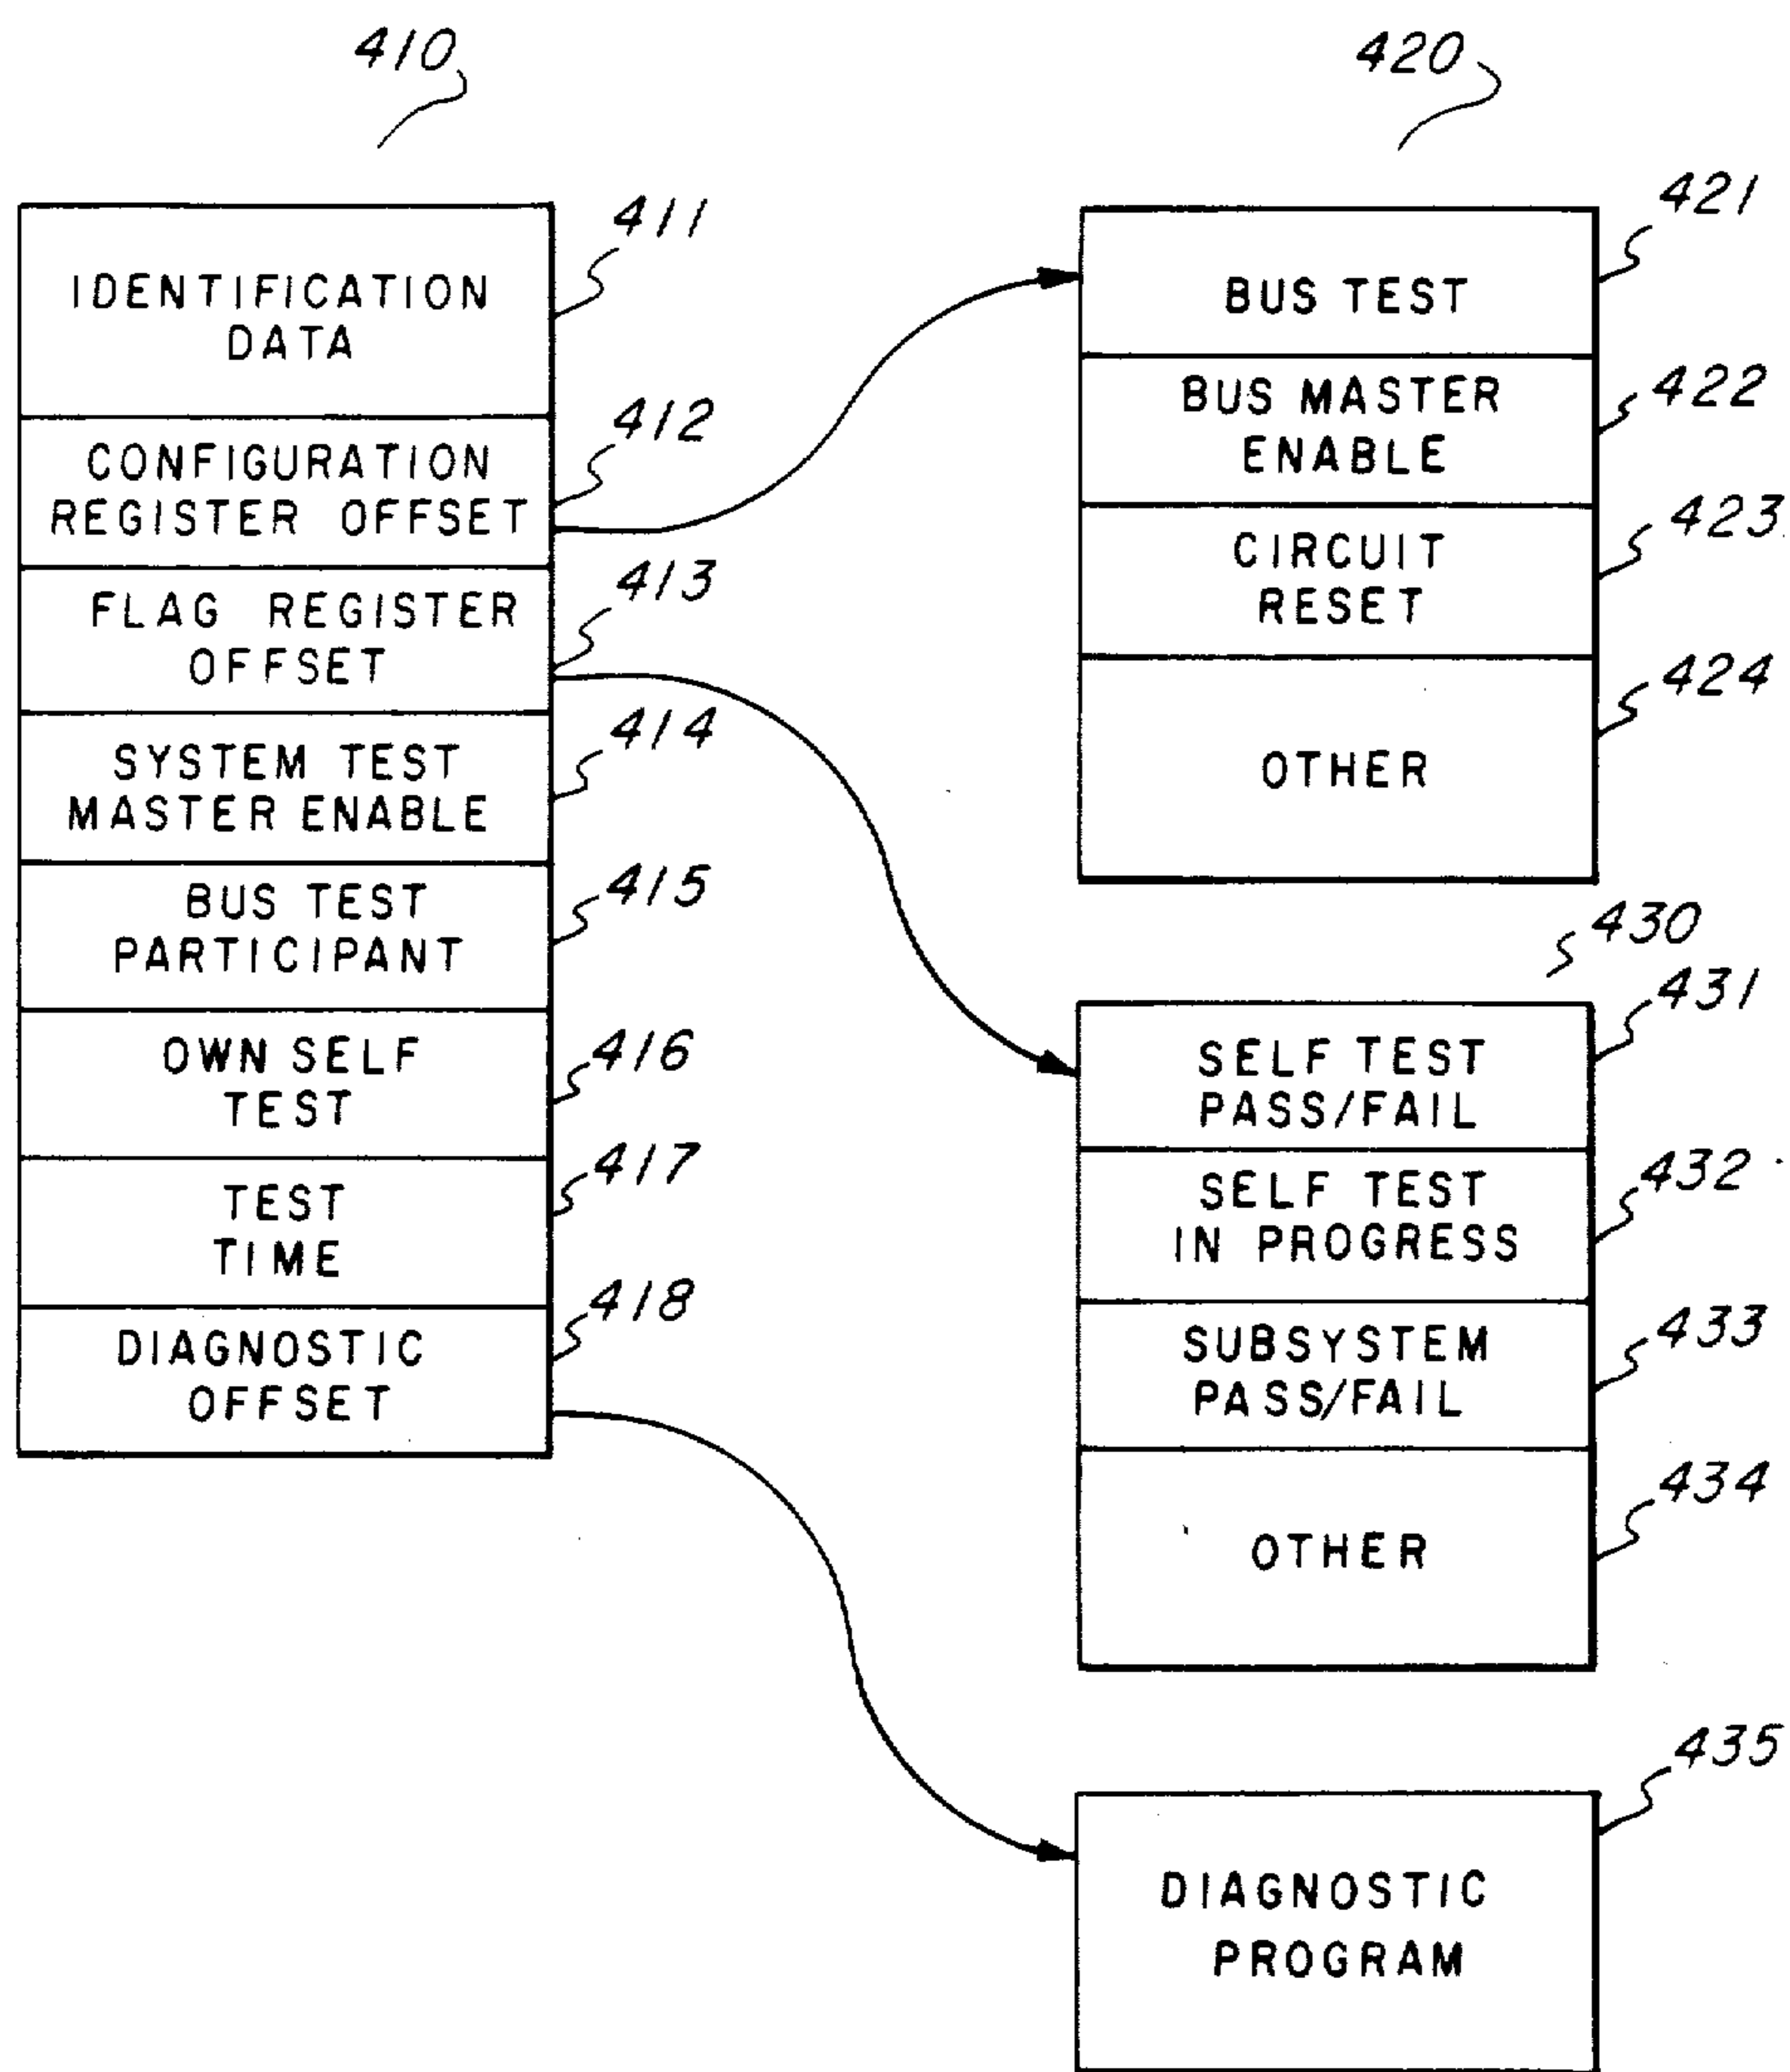 410
411
IDENTIFICATION
DATA
412
CONFIGURATION
REGISTER OFFSET
413
FLAG REGISTER
OFFSET
414
SYSTEM TEST
MASTER ENABLE
415
BUS TEST
PARTICIPANT
416
OWN SELF
TEST
417
TEST
TIME
418
DIAGNOSTIC
OFFSET
420
421
BUS TEST
422
BUS MASTER
ENABLE
423
CIRCUIT
RESET
424
OTHER
430
431
SELF TEST
PASS/FAIL
432
SELF TEST
IN PROGRESS
433
SUBSYSTEM
PASS/FAIL
434
OTHER
435
DIAGNOSTIC
PROGRAM